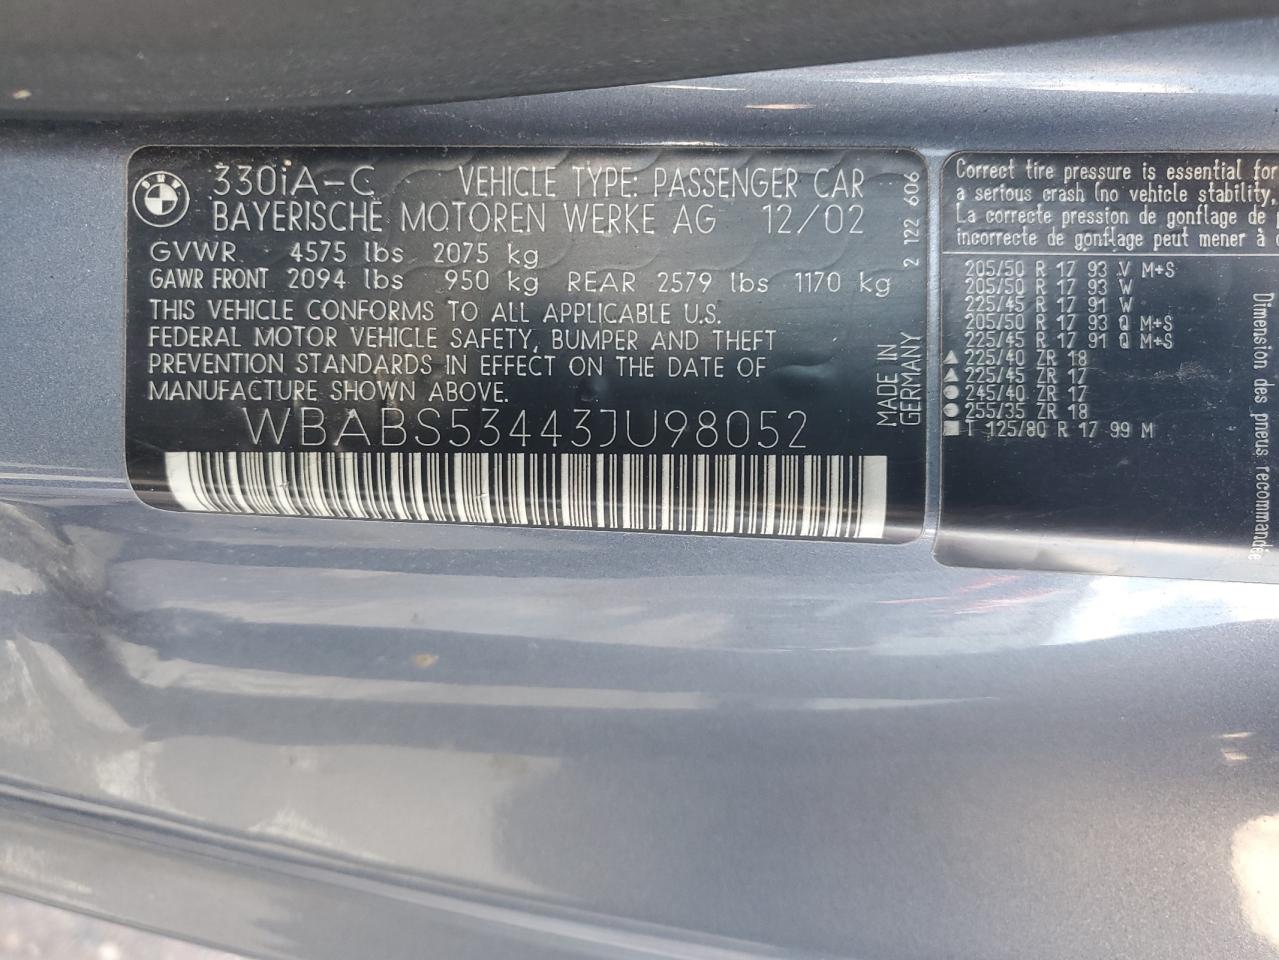 330iA-C VEHICLE TYPE: PASSENGER CAR
BAYERISCHE MOTOREN WERKE AG 12/02
GVWR 4575 lbs 2075 kg
GAWR FRONT 2094 lbs 950 kg REAR 2579 lbs 1170 kg
THIS VEHICLE CONFORMS TO ALL APPLICABLE U.S.
FEDERAL MOTOR VEHICLE SAFETY, BUMPER AND THEFT
PREVENTION STANDARDS IN EFFECT ON THE DATE OF
MANUFACTURE SHOWN ABOVE.
WBABS53443JU98052
2 122 606
MADE IN
GERMANY
Correct tire pressure is essential for
a serious crash (no vehicle stability,
La correcte pression de gonflage de
incorrecte de gonflage peut mener à
205/50 R 17 93 V M+S
205/50 R 17 93 W
225/45 R 17 91 W
205/50 R 17 93 Q M+S
225/45 R 17 91 Q M+S
225/40 ZR 18
225/45 ZR 17
245/40 ZR 17
255/35 ZR 18
T 125/80 R 17 99 M
Dimension des pneus recommandée